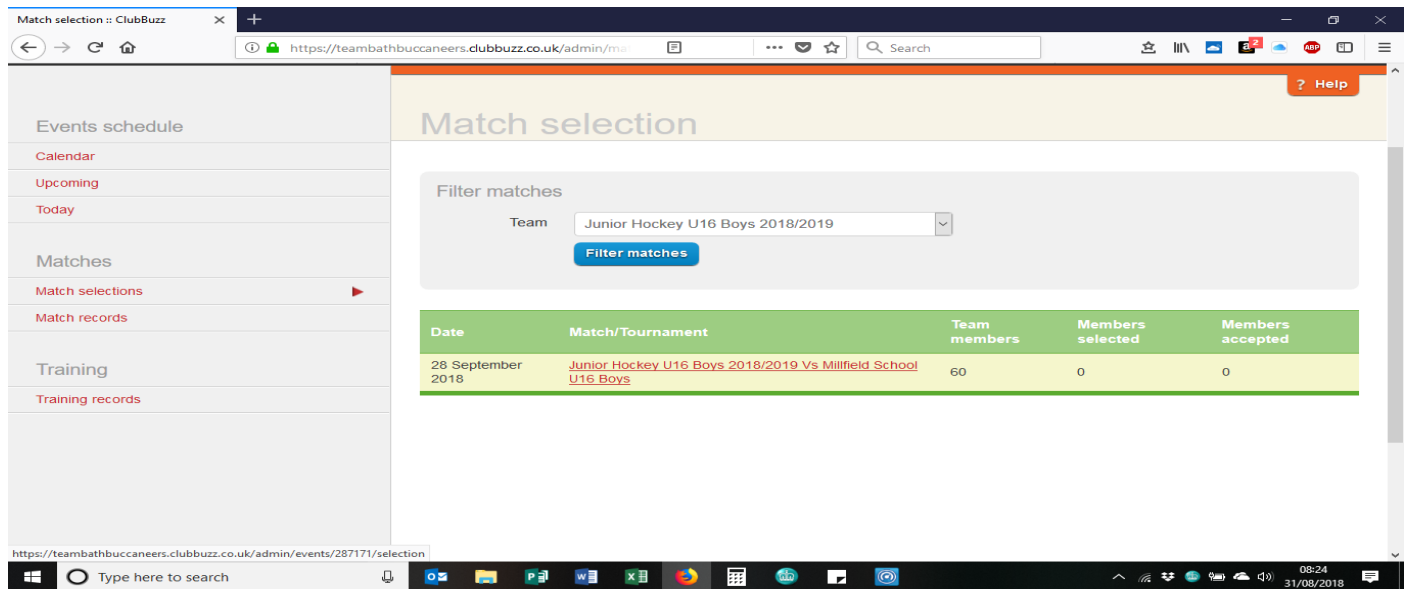 Match selection :: ClubBuzz
https://teambathbuccaneers.clubbuzz.co.uk/admin/ma
Search
? Help
Events schedule
Calendar
Upcoming
Today
Matches
Match selections
Match records
Training
Training records
Match selection
Filter matches
Team Junior Hockey U16 Boys 2018/2019
Filter matches
Date Match/Tournament Team members Members selected Members accepted
28 September 2018 Junior Hockey U16 Boys 2018/2019 Vs Millfield School U16 Boys 60 0 0
https://teambathbuccaneers.clubbuzz.co.uk/admin/events/287171/selection
Type here to search
08:24
31/08/2018